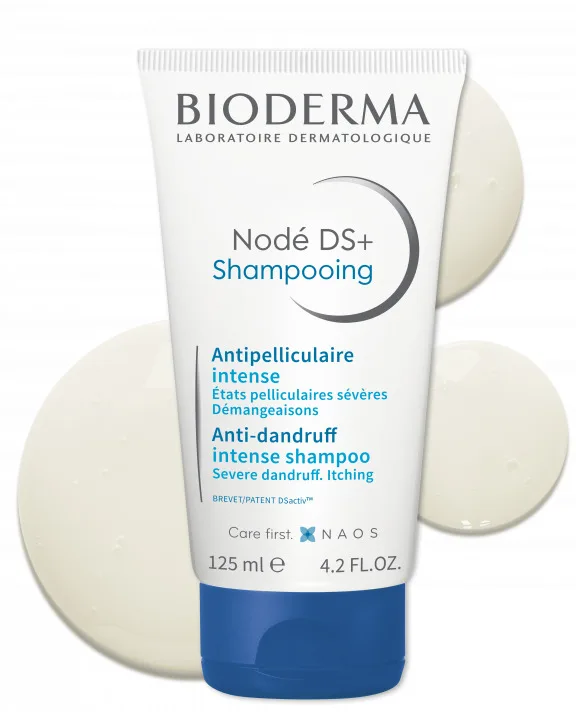 BIODERMA
LABORATOIRE DERMATOLOGIQUE
Nodé DS+
Shampooing
Antipelliculaire
intense
États pelliculaires sévères
Démangeaisons
Anti-dandruff
intense shampoo
Severe dandruff. Itching
BREVET/PATENT DSactiv™
Care first. NAOS
125 ml ℮ 4.2 FL.OZ.